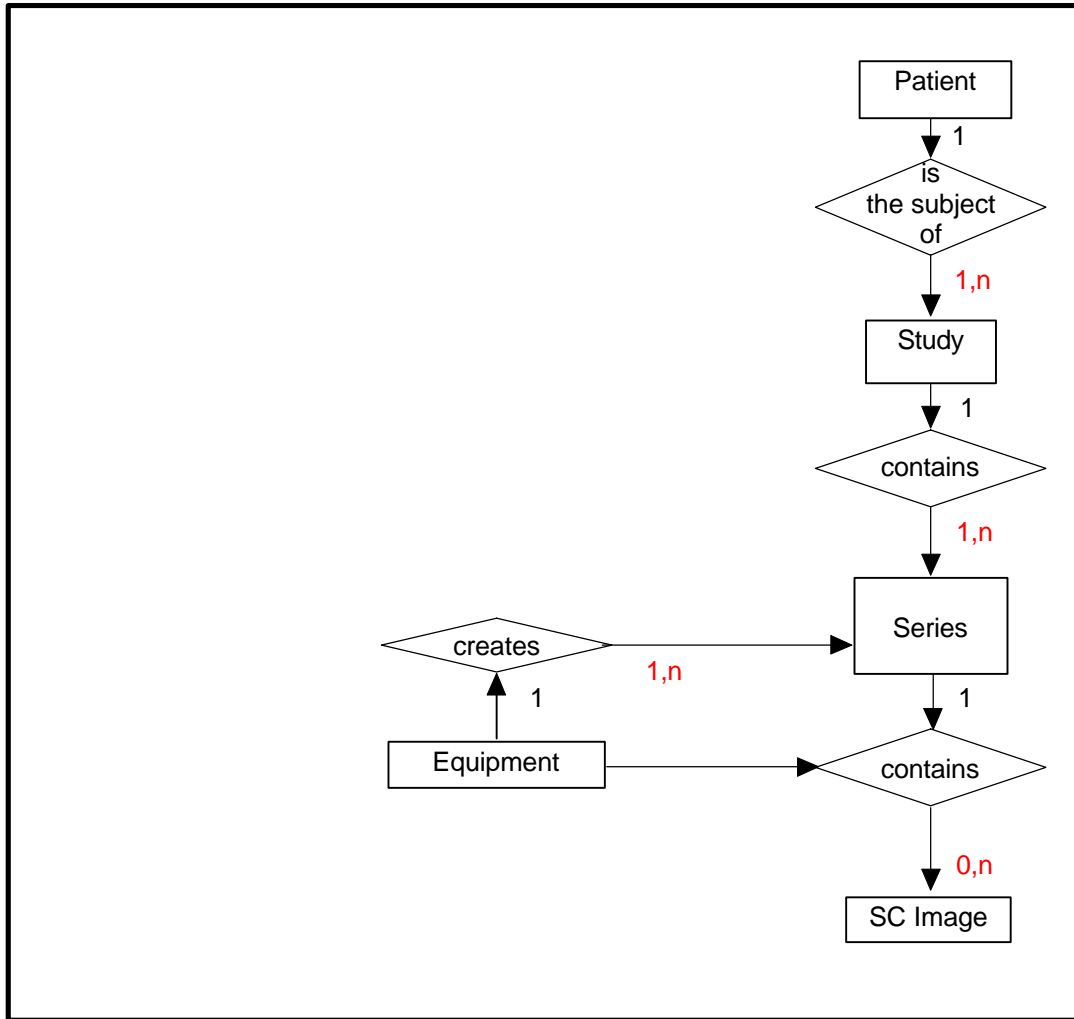 Patient
1
is
the subject
of
1,n
Study
1
contains
1,n
Series
creates
1,n
1
1
Equipment
contains
0,n
SC Image